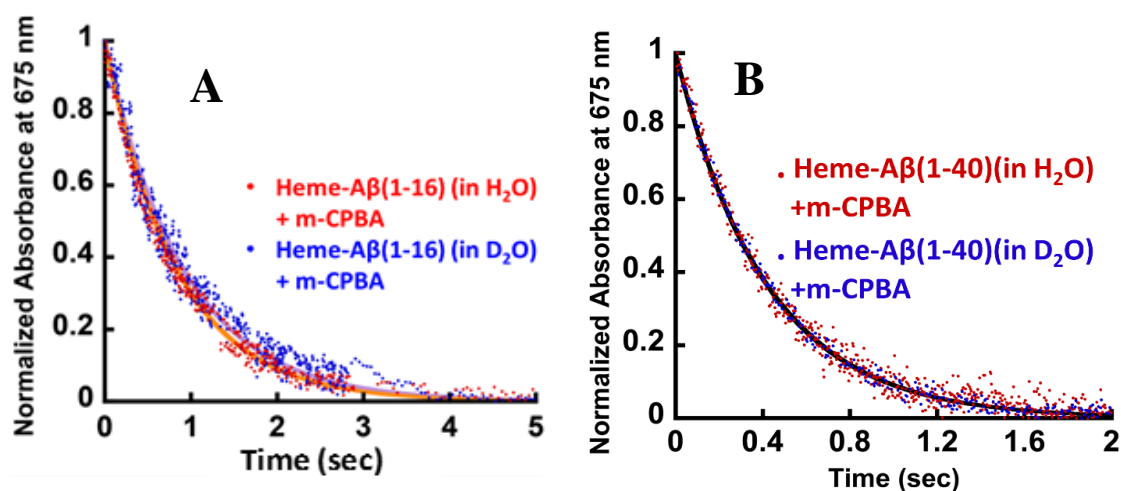 A
Normalized Absorbance at 675 nm
1
0.8
0.6
0.4
0.2
0
Heme-Aβ(1-16) (in H₂O)
+ m-CPBA
Heme-Aβ(1-16) (in D₂O)
+ m-CPBA
0 1 2 3 4 5
Time (sec)
B
Normalized Absorbance at 675 nm
1
0.8
0.6
0.4
0.2
0
. Heme-Aβ(1-40)(in H₂O)
+m-CPBA
. Heme-Aβ(1-40)(in D₂O)
+m-CPBA
0 0.4 0.8 1.2 1.6 2
Time (sec)